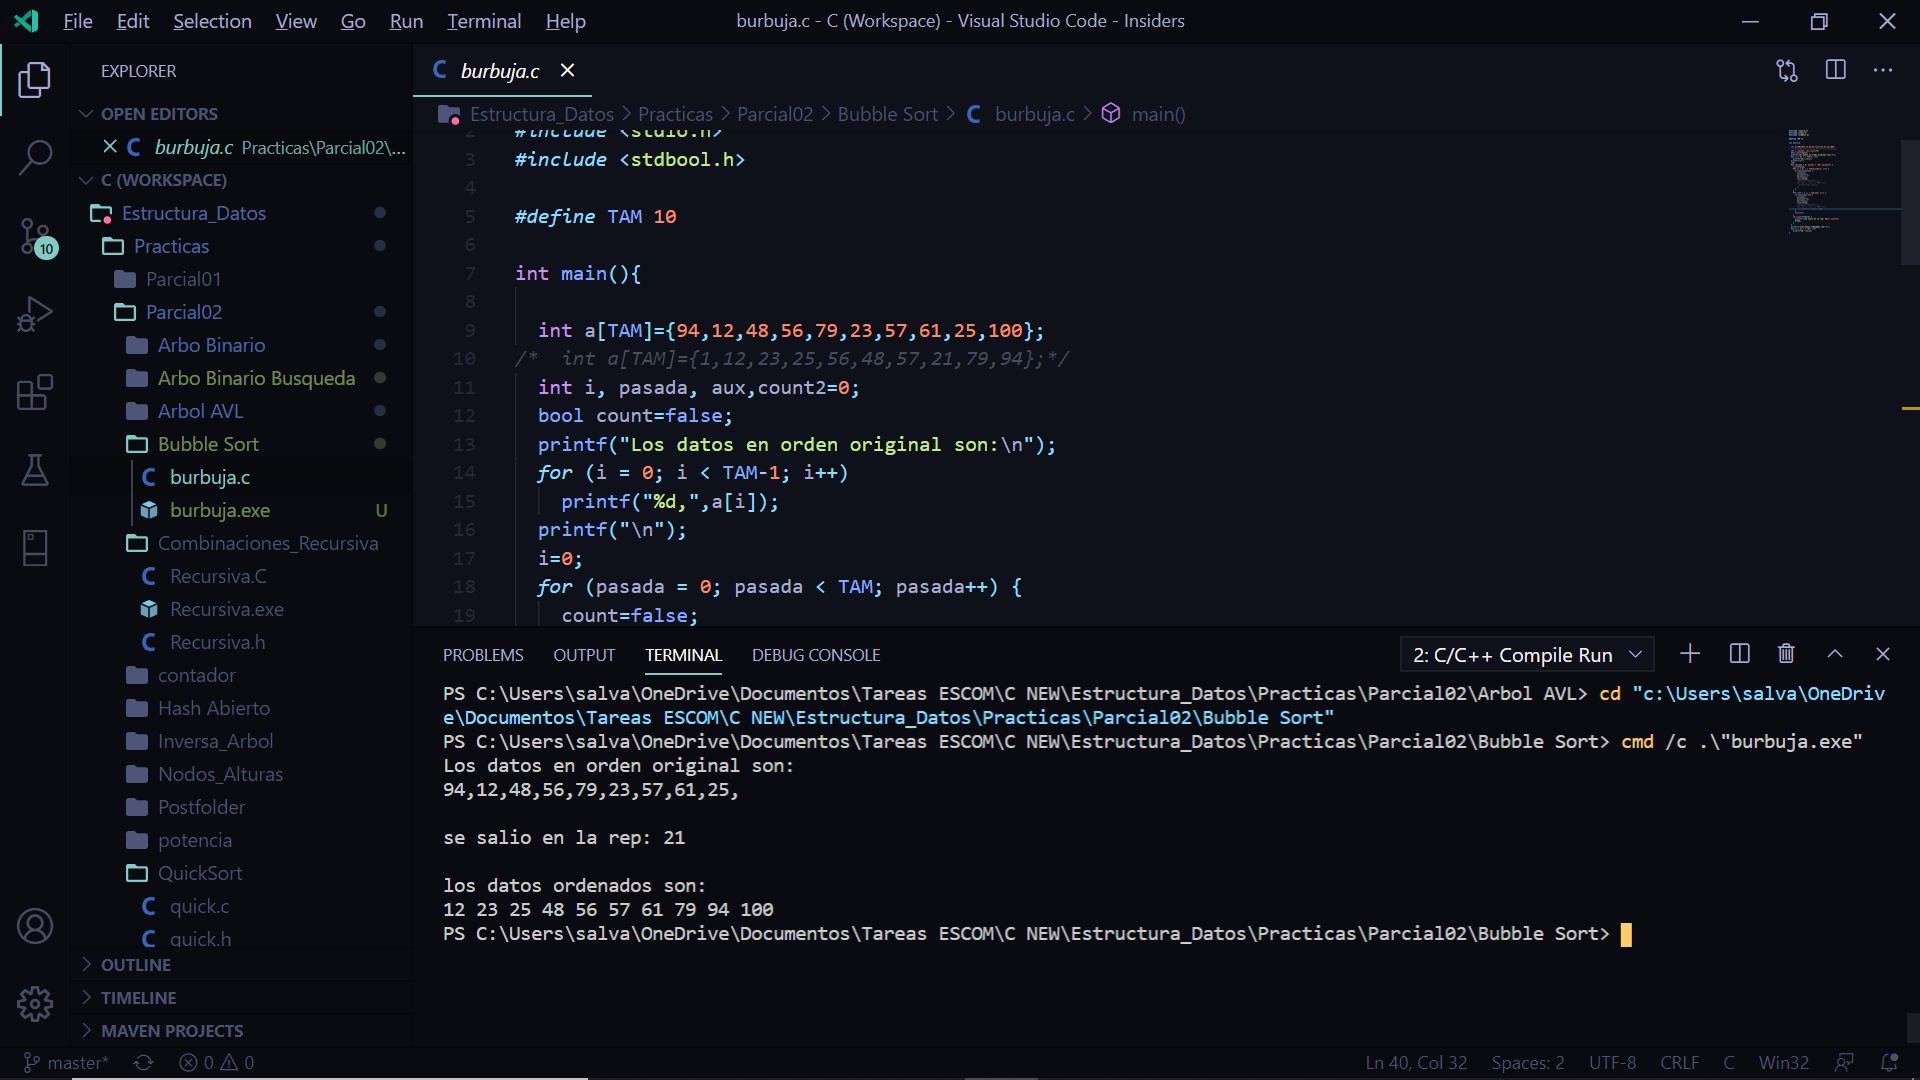 File Edit Selection View Go Run Terminal Help
burbuja.c - C (Workspace) - Visual Studio Code - Insiders
EXPLORER
OPEN EDITORS
burbuja.c Practicas\Parcial02\...
C (WORKSPACE)
Estructura_Datos
Practicas
Parcial01
Parcial02
Arbo Binario
Arbo Binario Busqueda
Arbol AVL
Bubble Sort
C burbuja.c
burbuja.exe U
Combinaciones_Recursiva
C Recursiva.C
Recursiva.exe
C Recursiva.h
contador
Hash Abierto
Inversa_Arbol
Nodos_Alturas
Postfolder
potencia
QuickSort
C quick.c
C quick.h
OUTLINE
TIMELINE
MAVEN PROJECTS
10
C burbuja.c
Estructura_Datos > Practicas > Parcial02 > Bubble Sort > C burbuja.c > main()
2 #include <stdio.h>
3 #include <stdbool.h>
4
5 #define TAM 10
6
7 int main(){
8
9 int a[TAM]={94,12,48,56,79,23,57,61,25,100};
10 /*  int a[TAM]={1,12,23,25,56,48,57,21,79,94};*/
11 int i, pasada, aux,count2=0;
12 bool count=false;
13 printf("Los datos en orden original son:\n");
14 for (i = 0; i < TAM-1; i++)
15 printf("%d,",a[i]);
16 printf("\n");
17 i=0;
18 for (pasada = 0; pasada < TAM; pasada++) {
19 count=false;
PROBLEMS OUTPUT TERMINAL DEBUG CONSOLE
2: C/C++ Compile Run
PS C:\Users\salva\OneDrive\Documentos\Tareas ESCOM\C NEW\Estructura_Datos\Practicas\Parcial02\Arbol AVL> cd "c:\Users\salva\OneDriv
e\Documentos\Tareas ESCOM\C NEW\Estructura_Datos\Practicas\Parcial02\Bubble Sort"
PS C:\Users\salva\OneDrive\Documentos\Tareas ESCOM\C NEW\Estructura_Datos\Practicas\Parcial02\Bubble Sort> cmd /c .\"burbuja.exe"
Los datos en orden original son:
94,12,48,56,79,23,57,61,25,
se salio en la rep: 21
los datos ordenados son:
12 23 25 48 56 57 61 79 94 100
PS C:\Users\salva\OneDrive\Documentos\Tareas ESCOM\C NEW\Estructura_Datos\Practicas\Parcial02\Bubble Sort>
master* 0 0
Ln 40, Col 32 Spaces: 2 UTF-8 CRLF C Win32